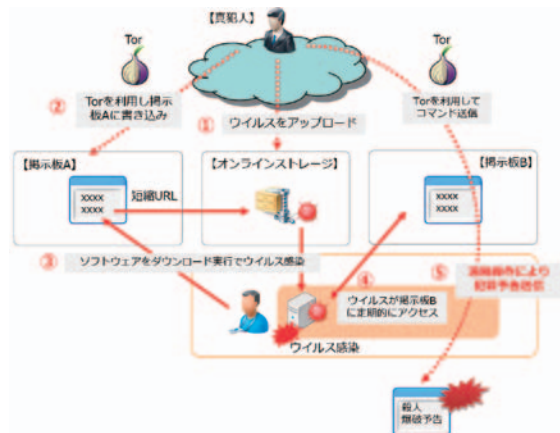 【真犯人】
Tor
Tor
②
Torを利用し掲示
板Aに書き込み
①
ウイルスをアップロード
Torを利用して
コマンド送信
【掲示板A】
【オンラインストレージ】
【掲示板B】
XXXX
XXXX
短縮URL
XXXX
XXXX
③
ソフトウェアをダウンロード実行でウイルス感染
④
ウイルスが掲示板B
に定期的にアクセス
⑤
遠隔操作により
犯罪予告送信
ウイルス感染
殺人
爆破予告